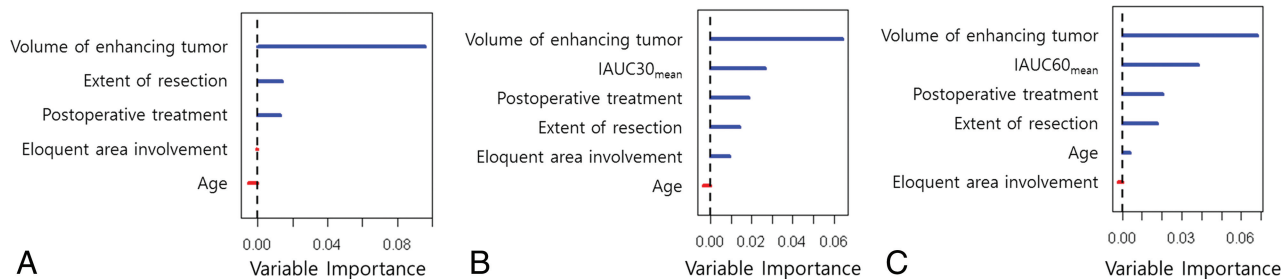 Volume of enhancing tumor
Extent of resection
Postoperative treatment
Eloquent area involvement
Age
0.00 0.04 0.08
Variable Importance
A
Volume of enhancing tumor
IAUC30mean
Postoperative treatment
Extent of resection
Eloquent area involvement
Age
0.00 0.02 0.04 0.06
Variable Importance
B
Volume of enhancing tumor
IAUC60mean
Postoperative treatment
Extent of resection
Age
Eloquent area involvement
0.00 0.03 0.06
Variable Importance
C